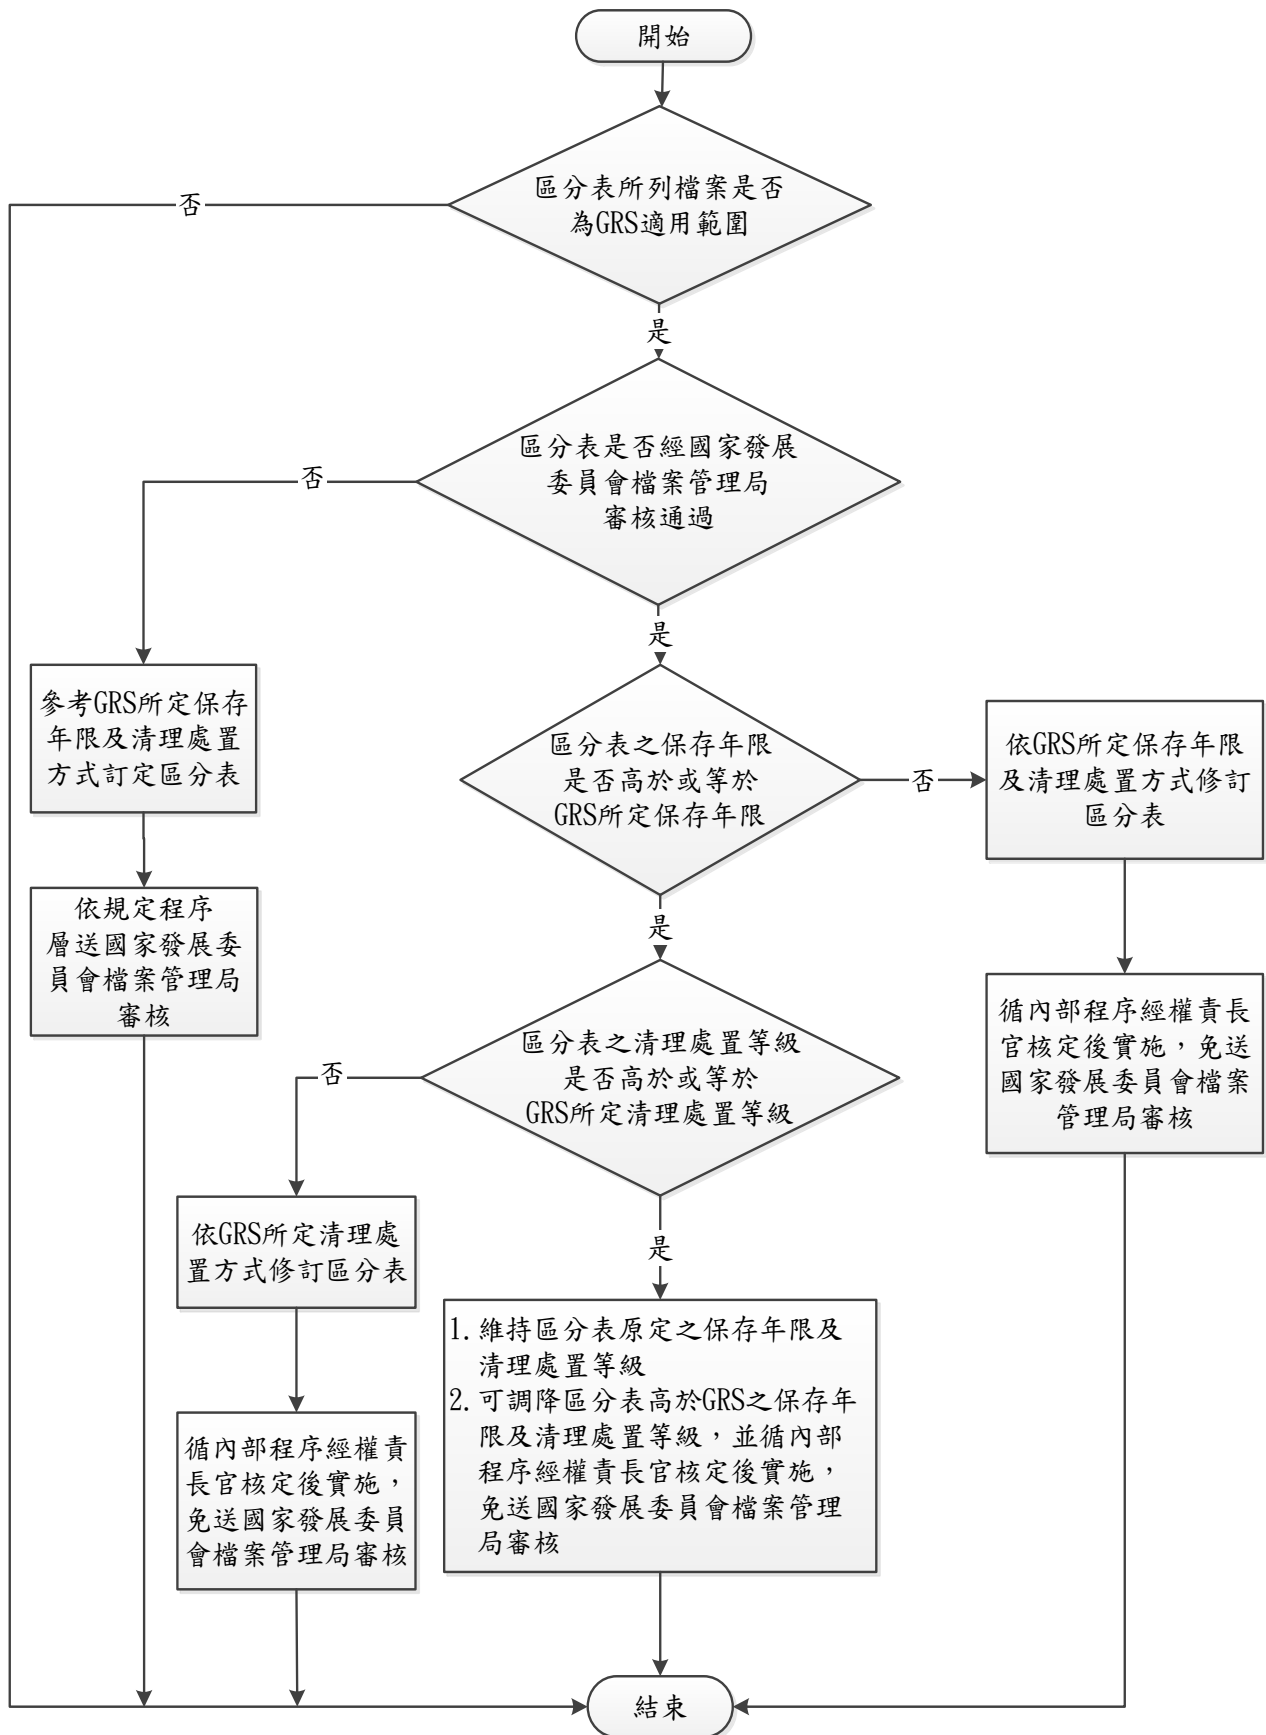 開始
區分表所列檔案是否
為GRS適用範圍
否
是
區分表是否經國家發展
委員會檔案管理局
審核通過
否
是
參考GRS所定保存
年限及清理處置
方式訂定區分表
區分表之保存年限
是否高於或等於
GRS所定保存年限
否
依GRS所定保存年限
及清理處置方式修訂
區分表
是
依規定程序
層送國家發展委
員會檔案管理局
審核
區分表之清理處置等級
是否高於或等於
GRS所定清理處置等級
循內部程序經權責長
官核定後實施，免送
國家發展委員會檔案
管理局審核
否
是
依GRS所定清理處
置方式修訂區分表
1. 維持區分表原定之保存年限及
清理處置等級
2. 可調降區分表高於GRS之保存年
限及清理處置等級，並循內部
程序經權責長官核定後實施，
免送國家發展委員會檔案管理
局審核
循內部程序經權責
長官核定後實施，
免送國家發展委員
會檔案管理局審核
結束